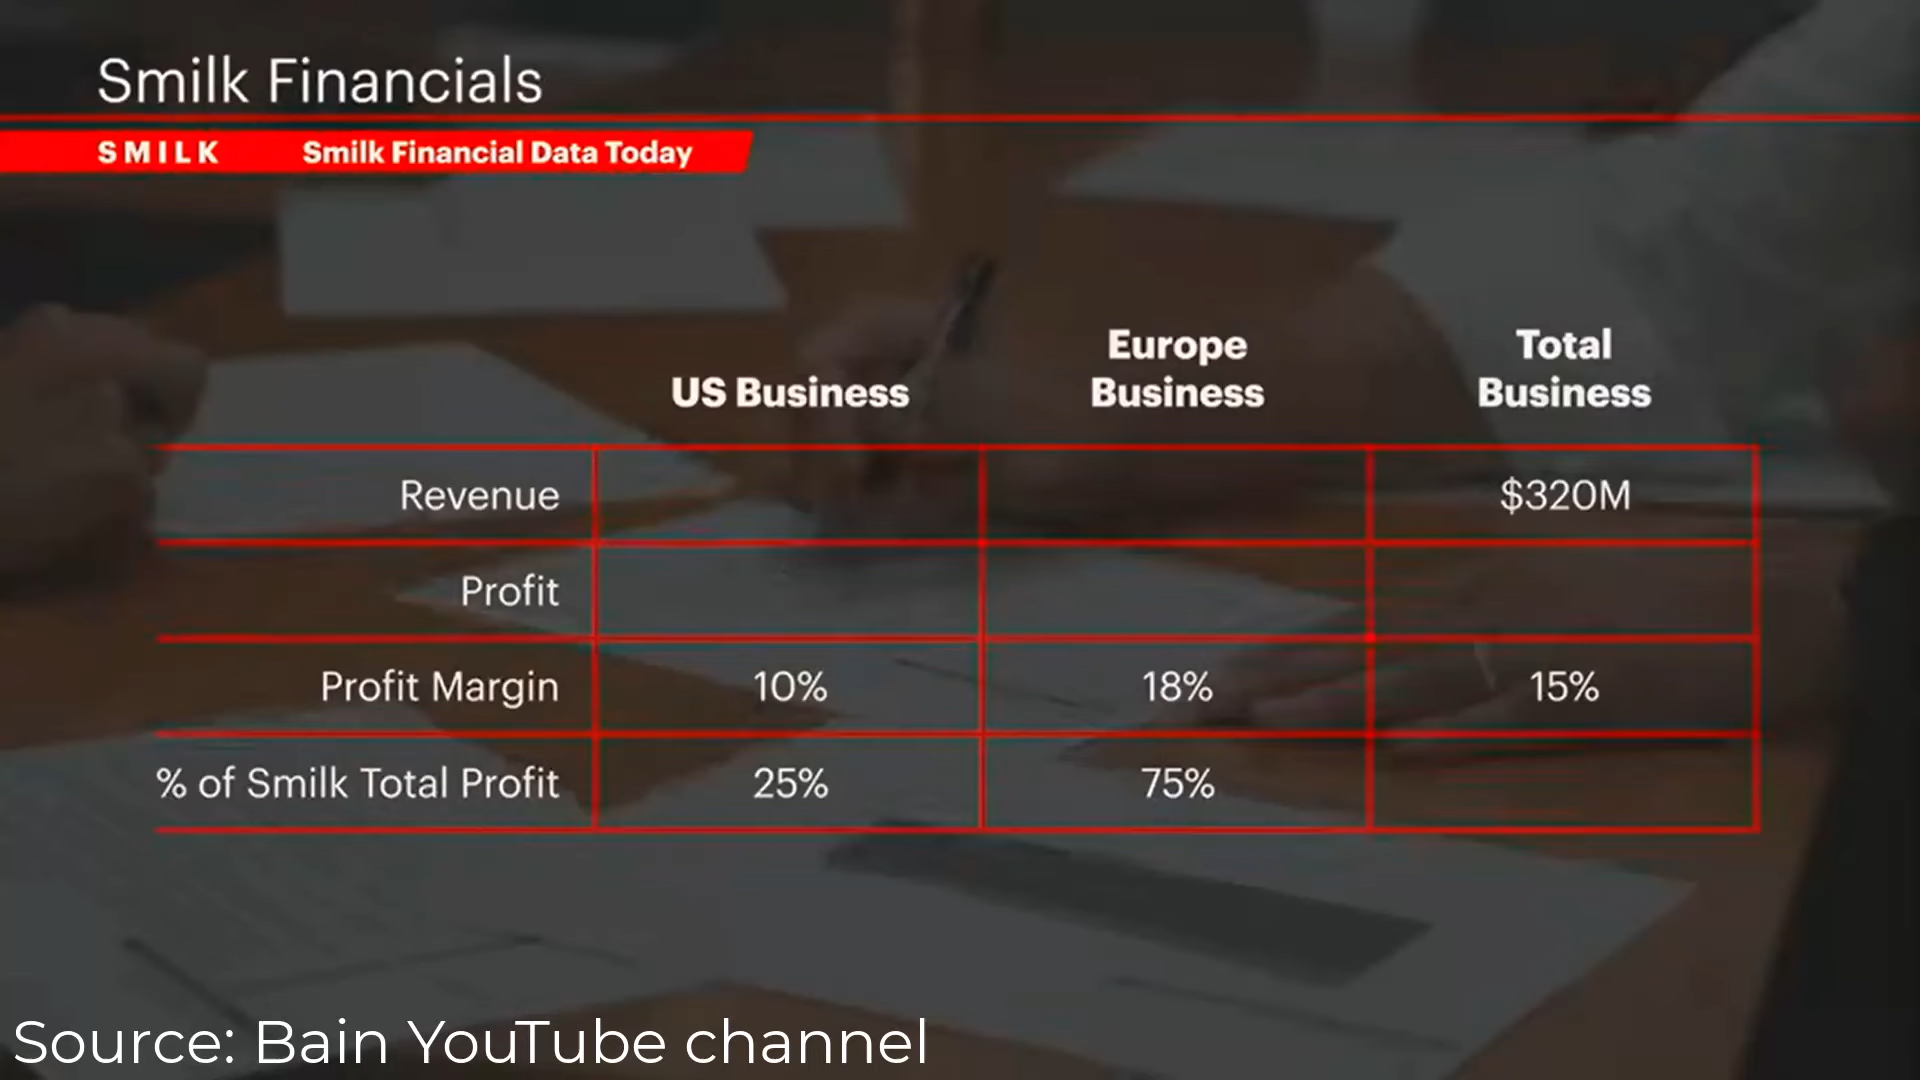 Smilk Financials
SMILK Smilk Financial Data Today
US Business Europe Business Total Business
Revenue $320M
Profit
Profit Margin 10% 18% 15%
% of Smilk Total Profit 25% 75%
Source: Bain YouTube channel